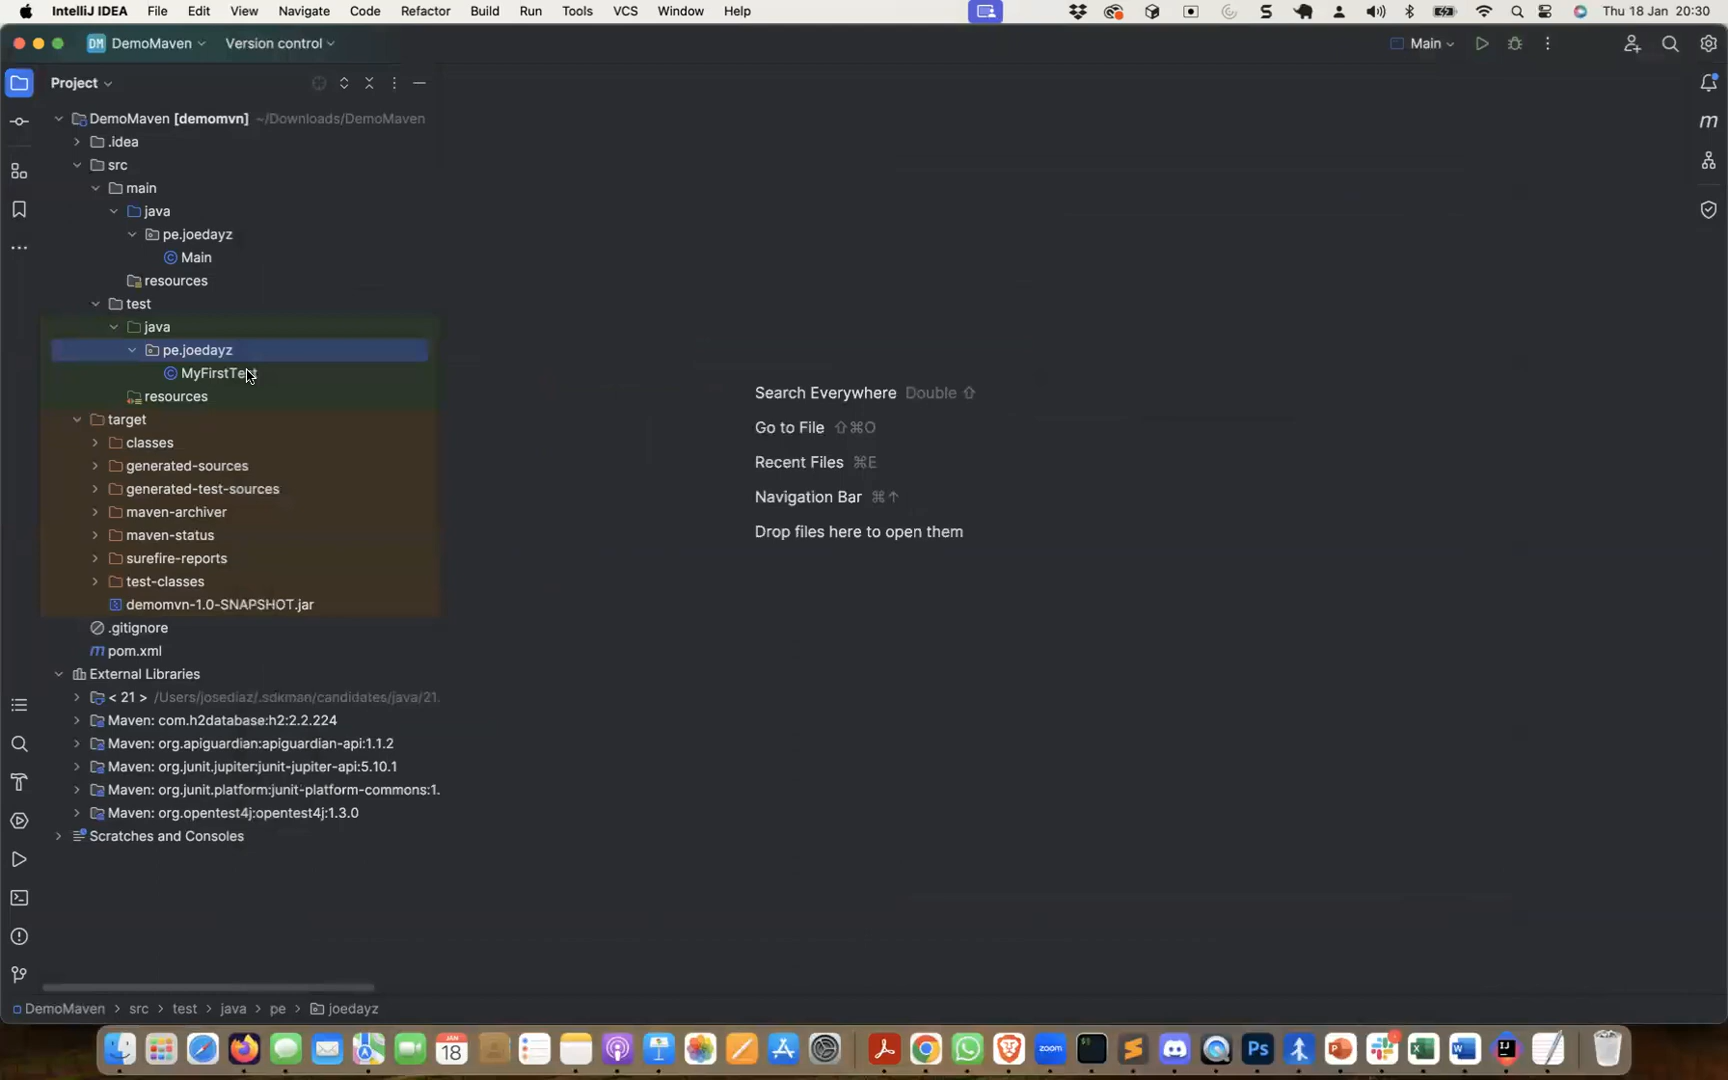 IntelliJ IDEA File Edit View Navigate Code Refactor Build Run Tools VCS Window Help Thu 18 Jan 20:30
DM DemoMaven Version control Main
Project
DemoMaven [demomvn] ~/Downloads/DemoMaven
.idea
src
main
java
pe.joedayz
Main
resources
test
java
pe.joedayz
MyFirstTest
resources
target
classes
generated-sources
generated-test-sources
maven-archiver
maven-status
surefire-reports
test-classes
demomvn-1.0-SNAPSHOT.jar
.gitignore
pom.xml
External Libraries
< 21 > /Users/josediaz/.sdkman/candidates/java/21.
Maven: com.h2database:h2:2.2.224
Maven: org.apiguardian:apiguardian-api:1.1.2
Maven: org.junit.jupiter:junit-jupiter-api:5.10.1
Maven: org.junit.platform:junit-platform-commons:1.
Maven: org.opentest4j:opentest4j:1.3.0
Scratches and Consoles
Search Everywhere Double ⇧
Go to File ⇧⌘O
Recent Files ⌘E
Navigation Bar ⌘↑
Drop files here to open them
DemoMaven > src > test > java > pe > joedayz
JAN
18
zoom
Ps
IJ